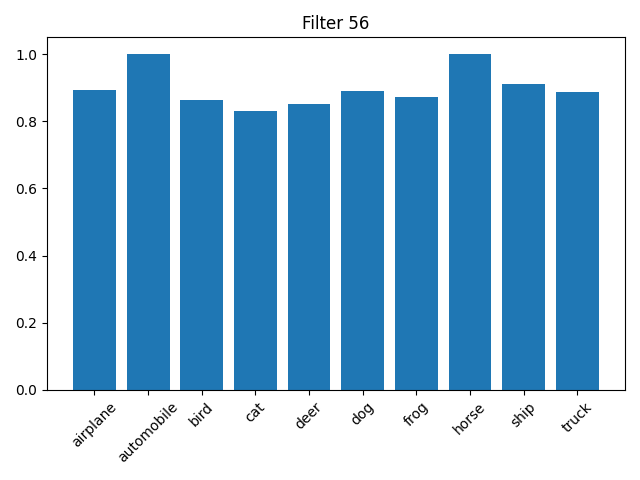 Filter 56
1.0
0.8
0.6
0.4
0.2
0.0
airplane
automobile
bird
cat
deer
dog
frog
horse
ship
truck